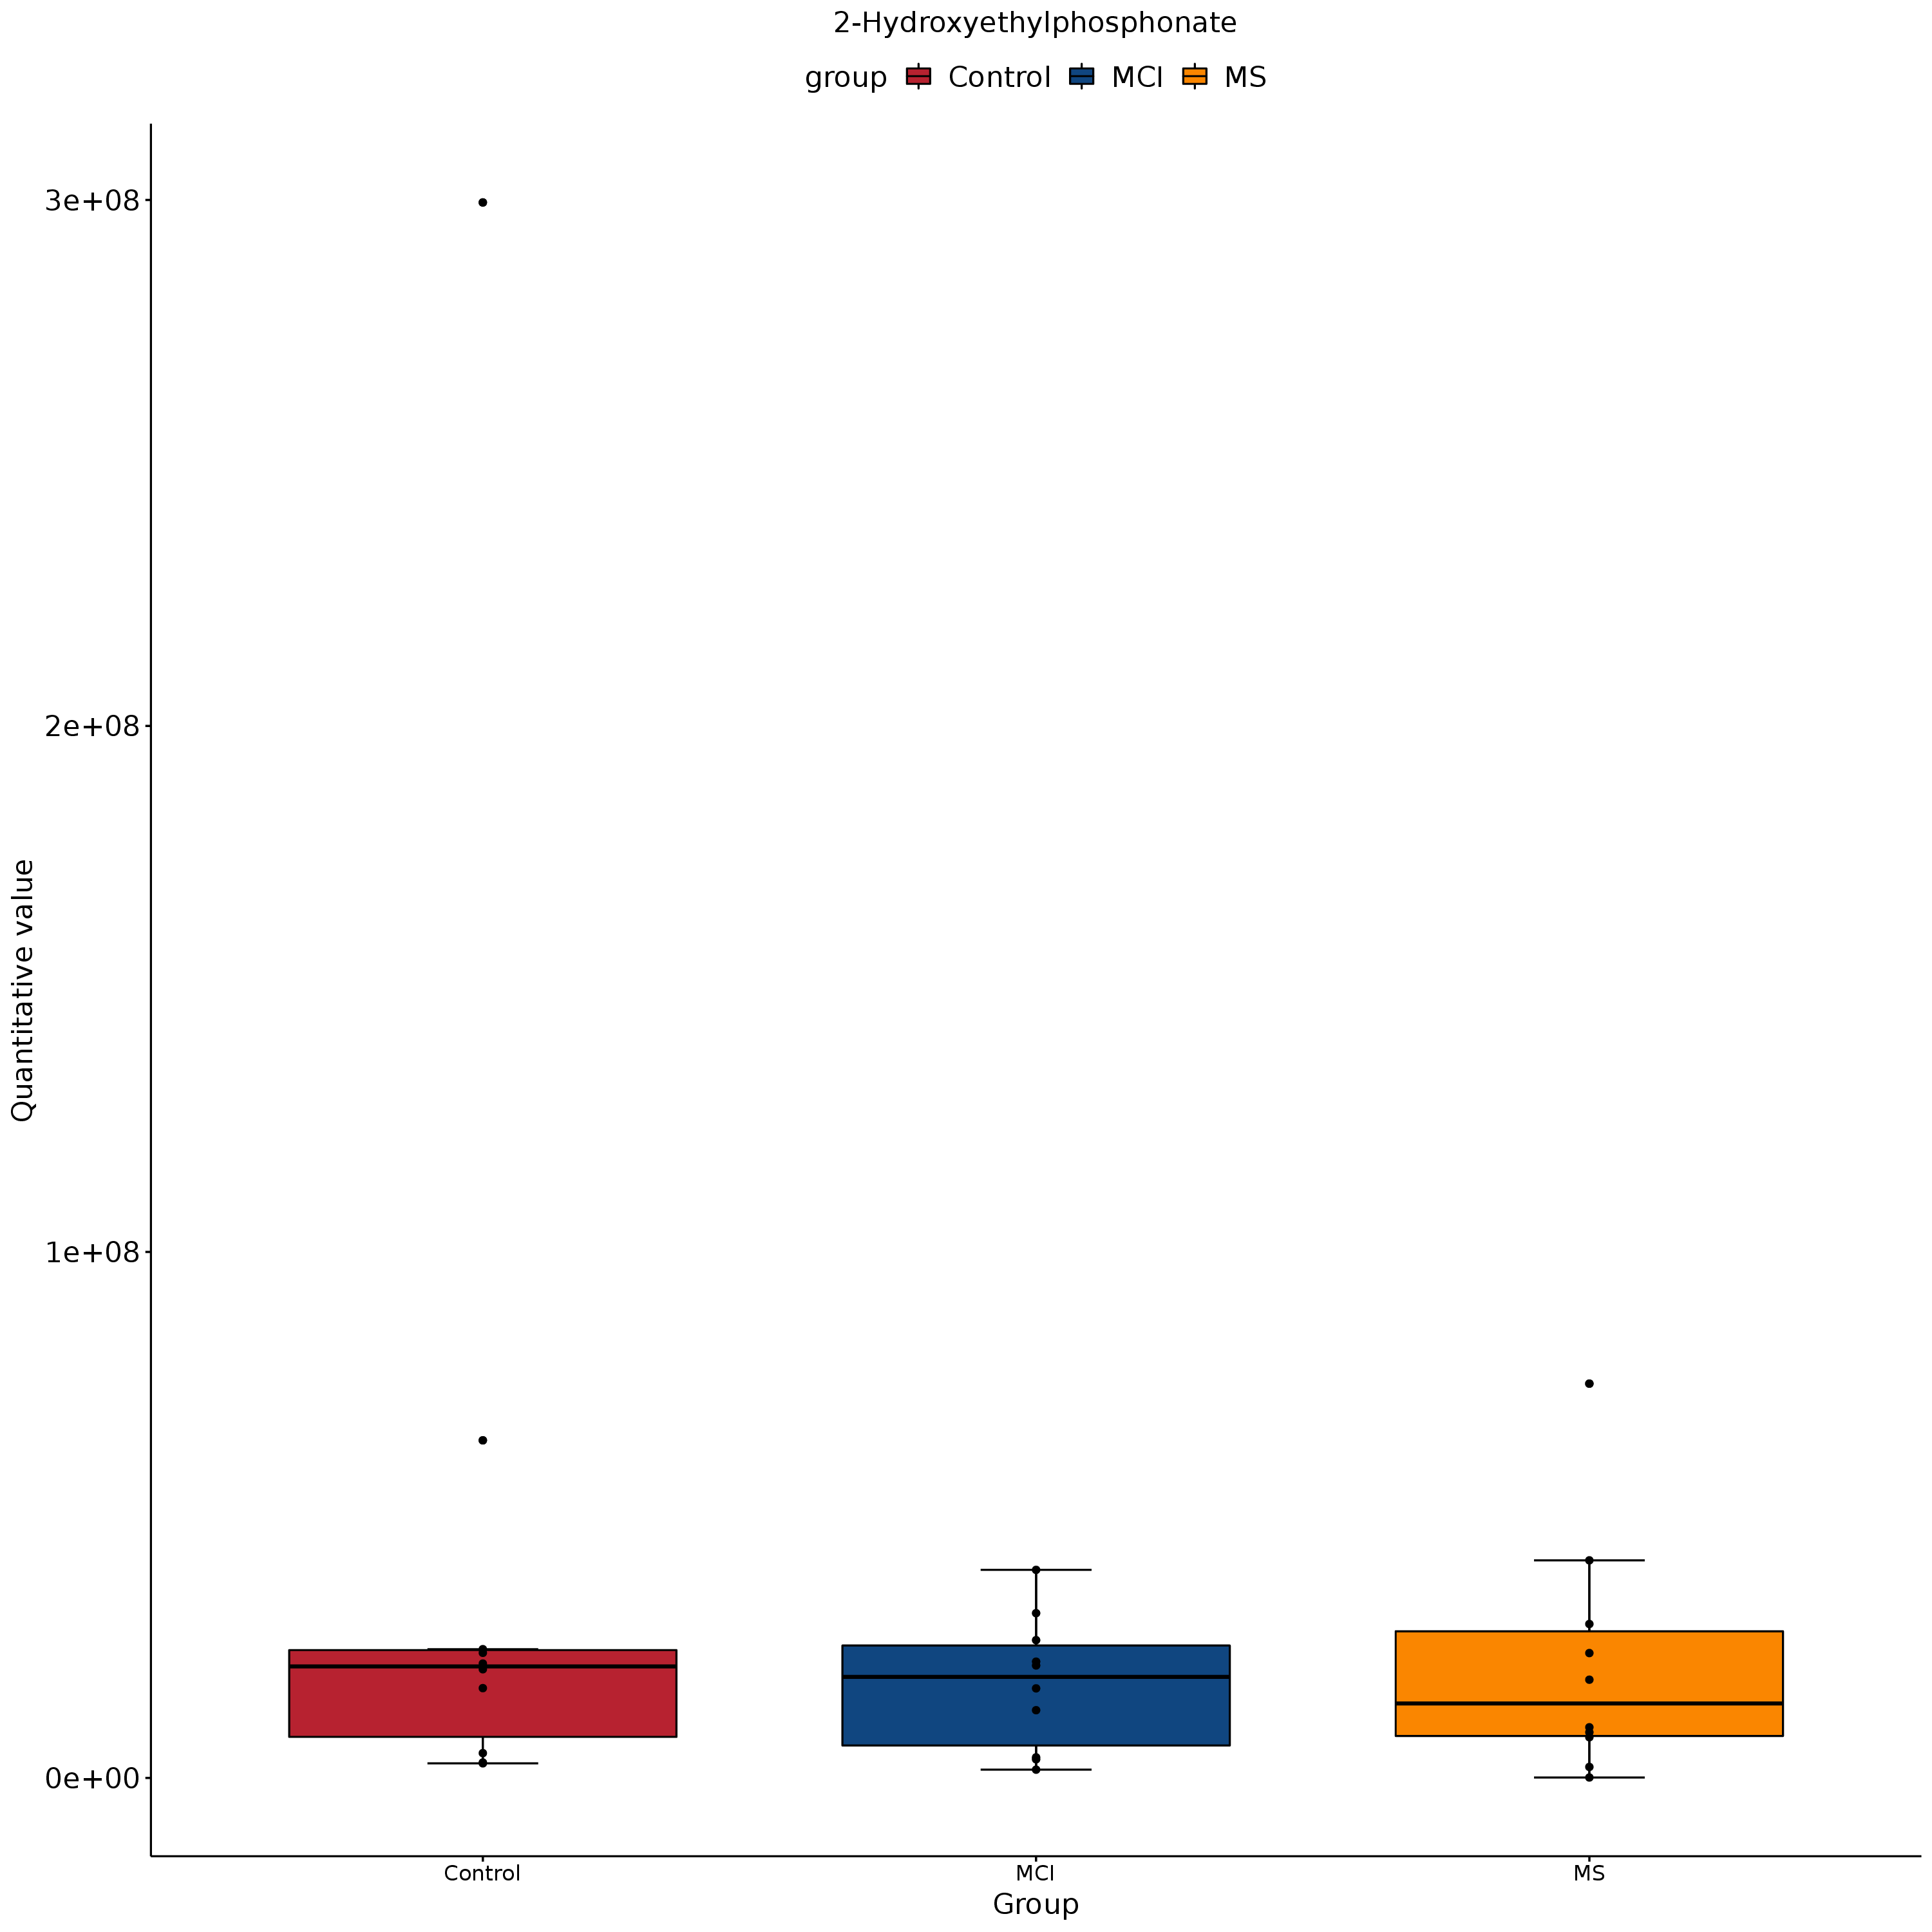 2-Hydroxyethylphosphonate
group Control MCI MS
3e+08
2e+08
1e+08
0e+00
Quantitative value
Control MCI MS
Group